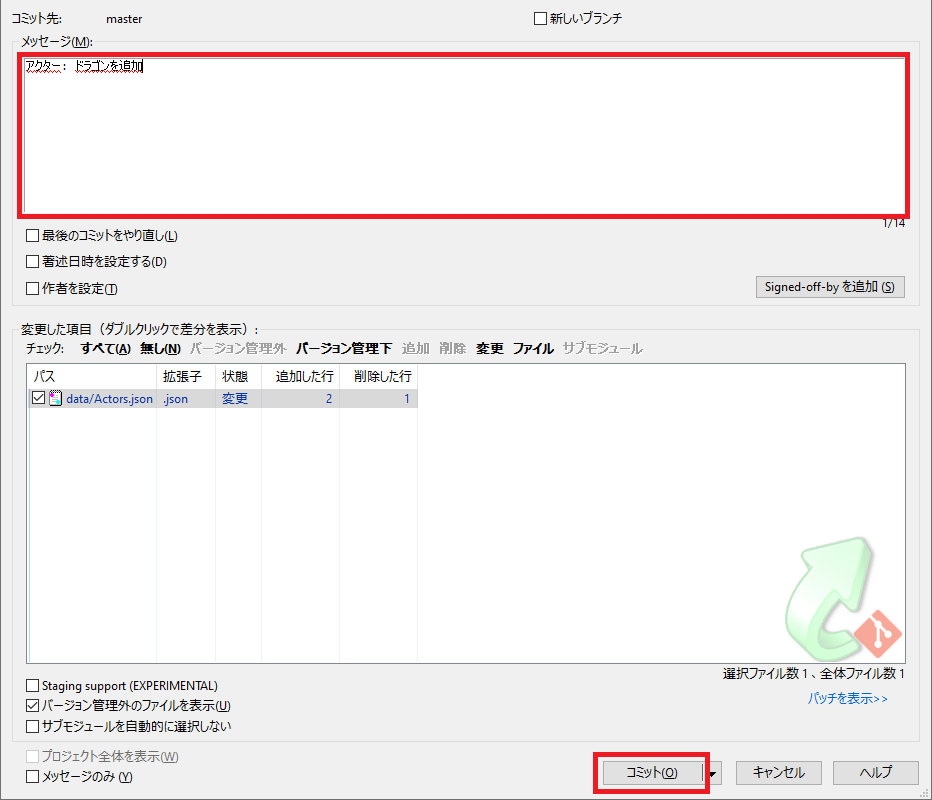 コミット先: master 新しいブランチ
メッセージ(M):
アクター: ドラゴンを追加
1/14
最後のコミットをやり直し(L)
著述日時を設定する(D)
作者を設定(T) Signed-off-by を追加 (S)
変更した項目 (ダブルクリックで差分を表示) :
チェック: すべて(A) 無し(N) バージョン管理外 バージョン管理下 追加 削除 変更 ファイル サブモジュール
パス 拡張子 状態 追加した行 削除した行
data/Actors.json .json 変更 2 1
選択ファイル数 1 、全体ファイル数 1
Staging support (EXPERIMENTAL)
パッチを表示>>
バージョン管理外のファイルを表示(U)
サブモジュールを自動的に選択しない
プロジェクト全体を表示(W)
メッセージのみ (Y)
コミット(O) キャンセル ヘルプ